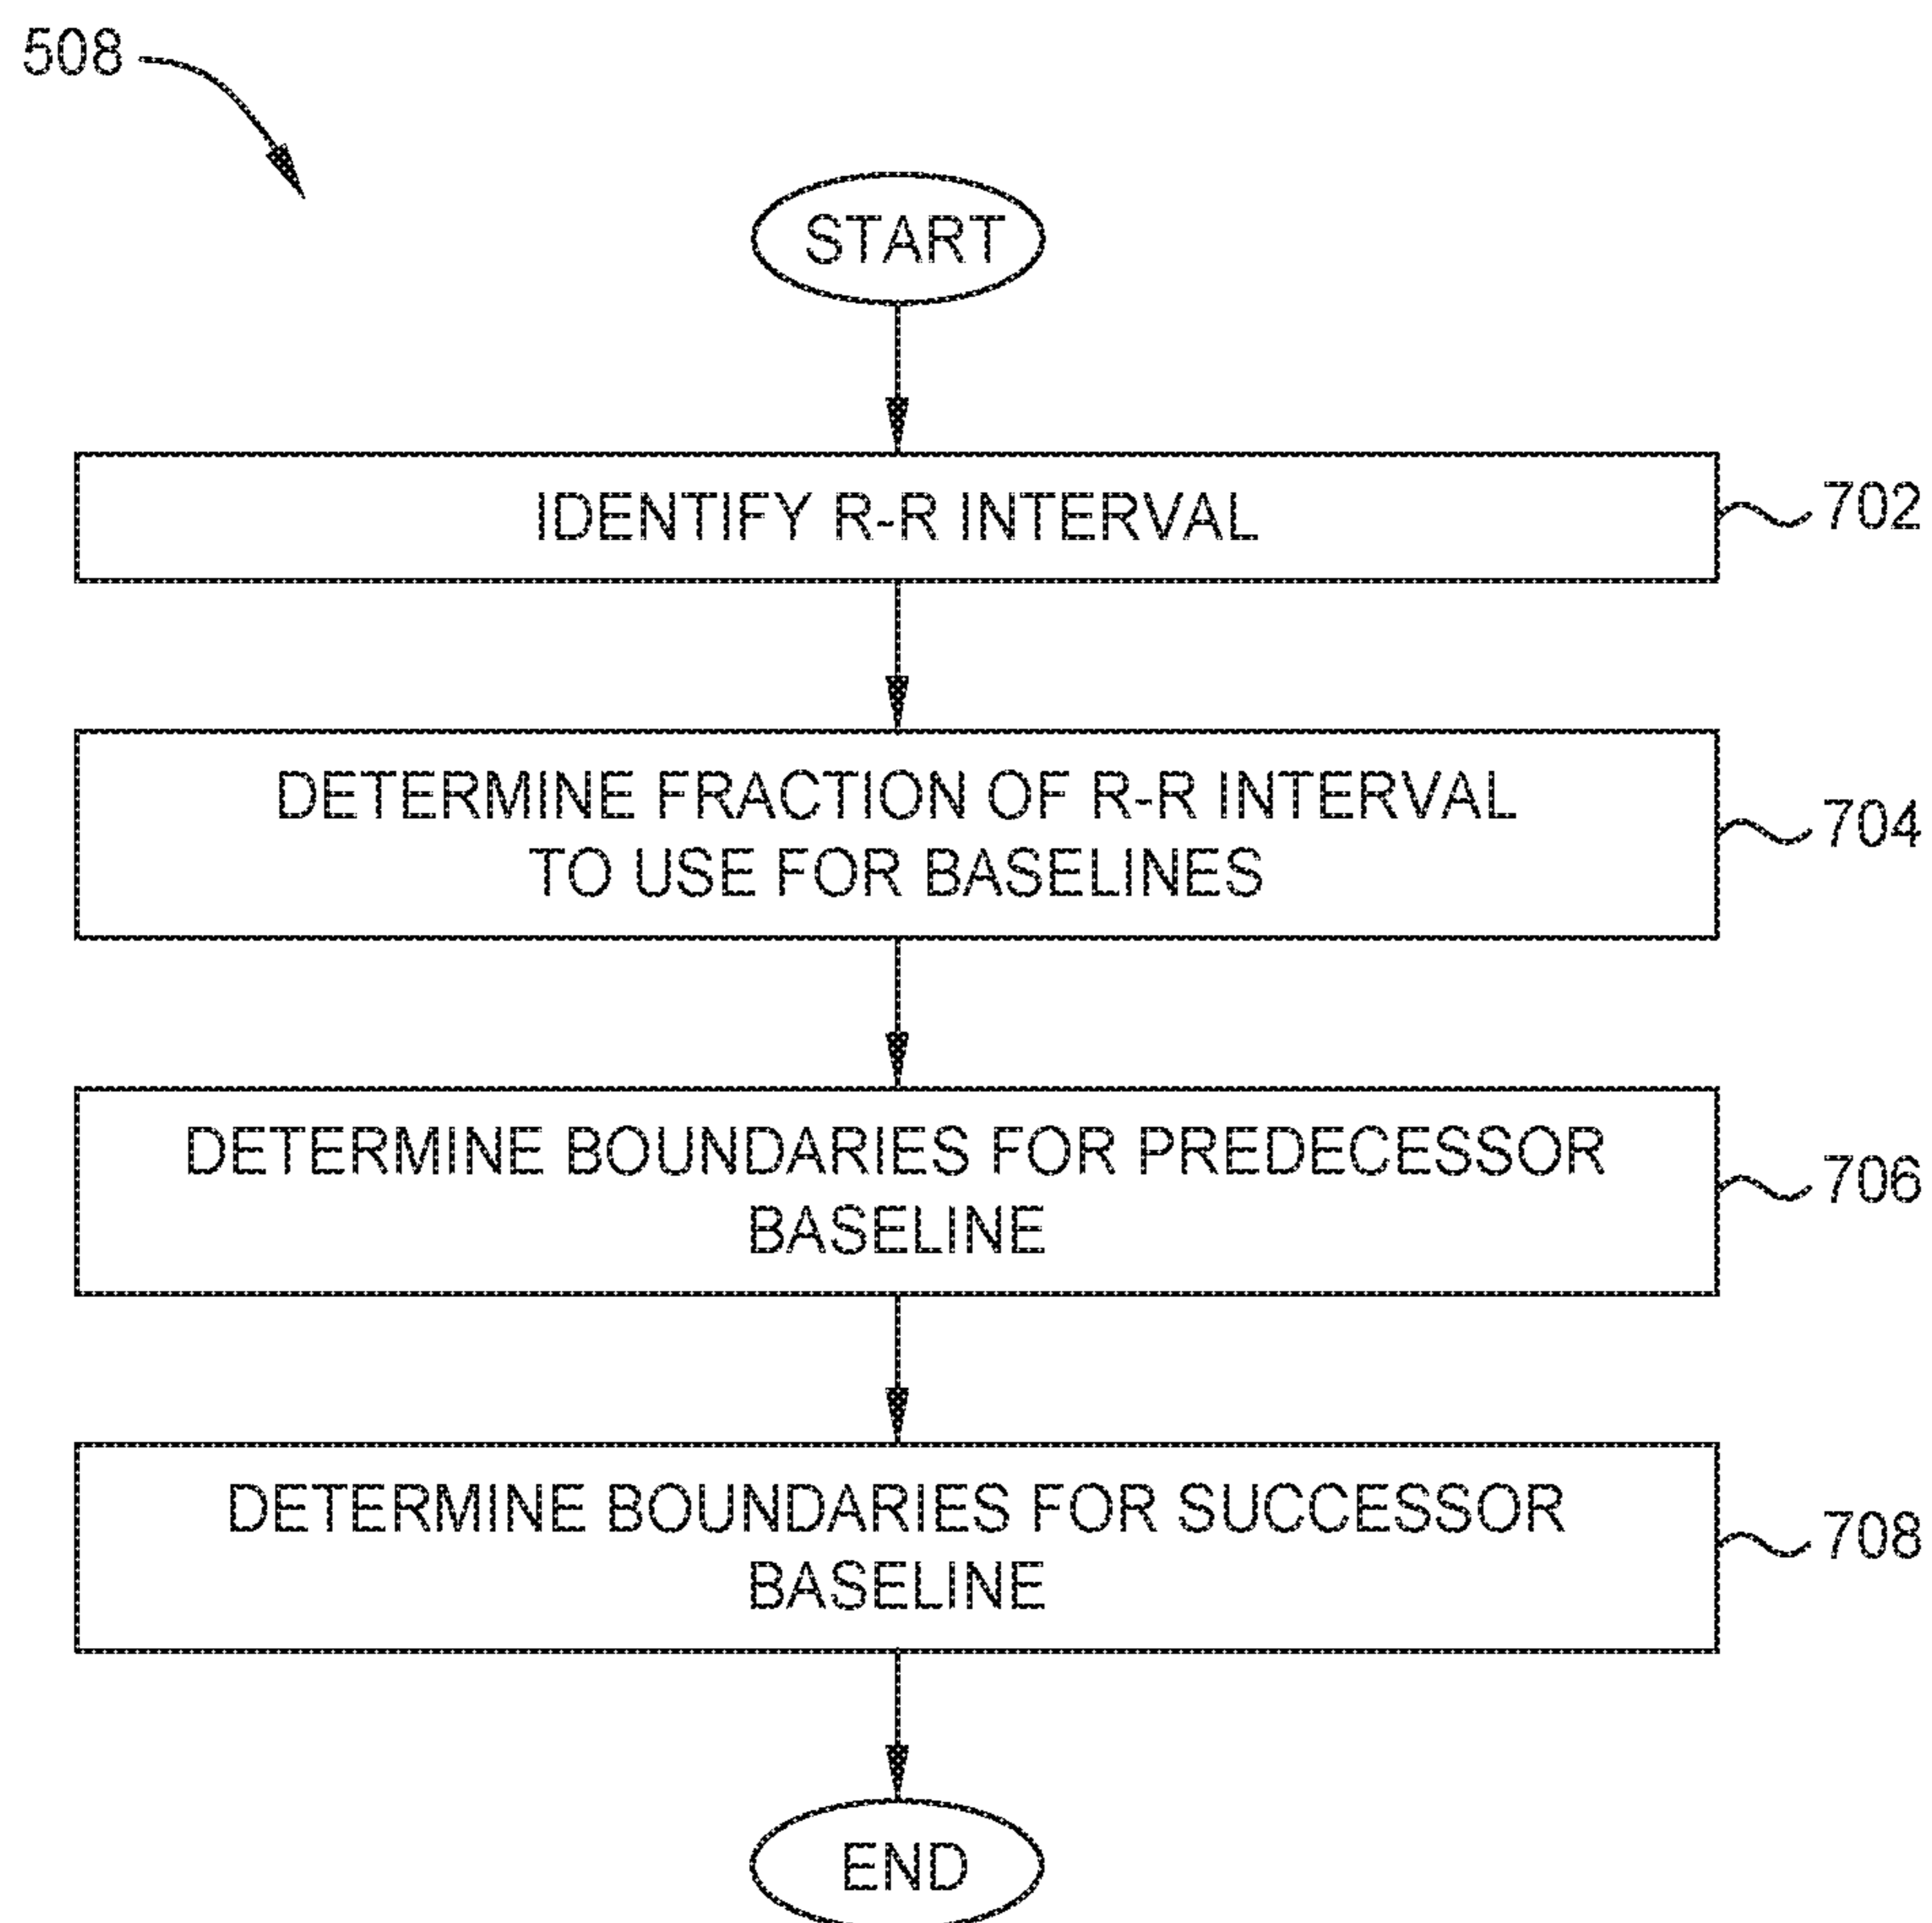 508
START
IDENTIFY R-R INTERVAL
702
DETERMINE FRACTION OF R-R INTERVAL
TO USE FOR BASELINES
704
DETERMINE BOUNDARIES FOR PREDECESSOR
BASELINE
706
DETERMINE BOUNDARIES FOR SUCCESSOR
BASELINE
708
END